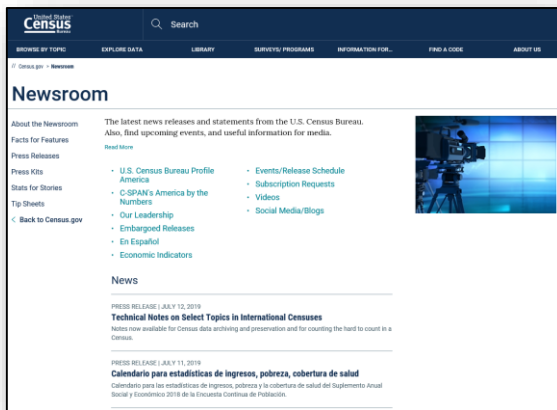 United States®
Census
Bureau
Search
BROWSE BY TOPIC
EXPLORE DATA
LIBRARY
SURVEYS/ PROGRAMS
INFORMATION FOR...
FIND A CODE
ABOUT US
// Census.gov › Newsroom
Newsroom
About the Newsroom
Facts for Features
Press Releases
Press Kits
Stats for Stories
Tip Sheets
< Back to Census.gov
The latest news releases and statements from the U.S. Census Bureau.
Also, find upcoming events, and useful information for media.
Read More
• U.S. Census Bureau Profile
America
• C-SPAN's America by the
Numbers
• Our Leadership
• Embargoed Releases
• En Español
• Economic Indicators
• Events/Release Schedule
• Subscription Requests
• Videos
• Social Media/Blogs
News
PRESS RELEASE | JULY 12, 2019
Technical Notes on Select Topics in International Censuses
Notes now available for Census data archiving and preservation and for counting the hard to count in a
Census.
PRESS RELEASE | JULY 11, 2019
Calendario para estadísticas de ingresos, pobreza, cobertura de salud
Calendario para las estadísticas de ingresos, pobreza y la cobertura de salud del Suplemento Anual
Social y Económico 2018 de la Encuesta Continua de Población.